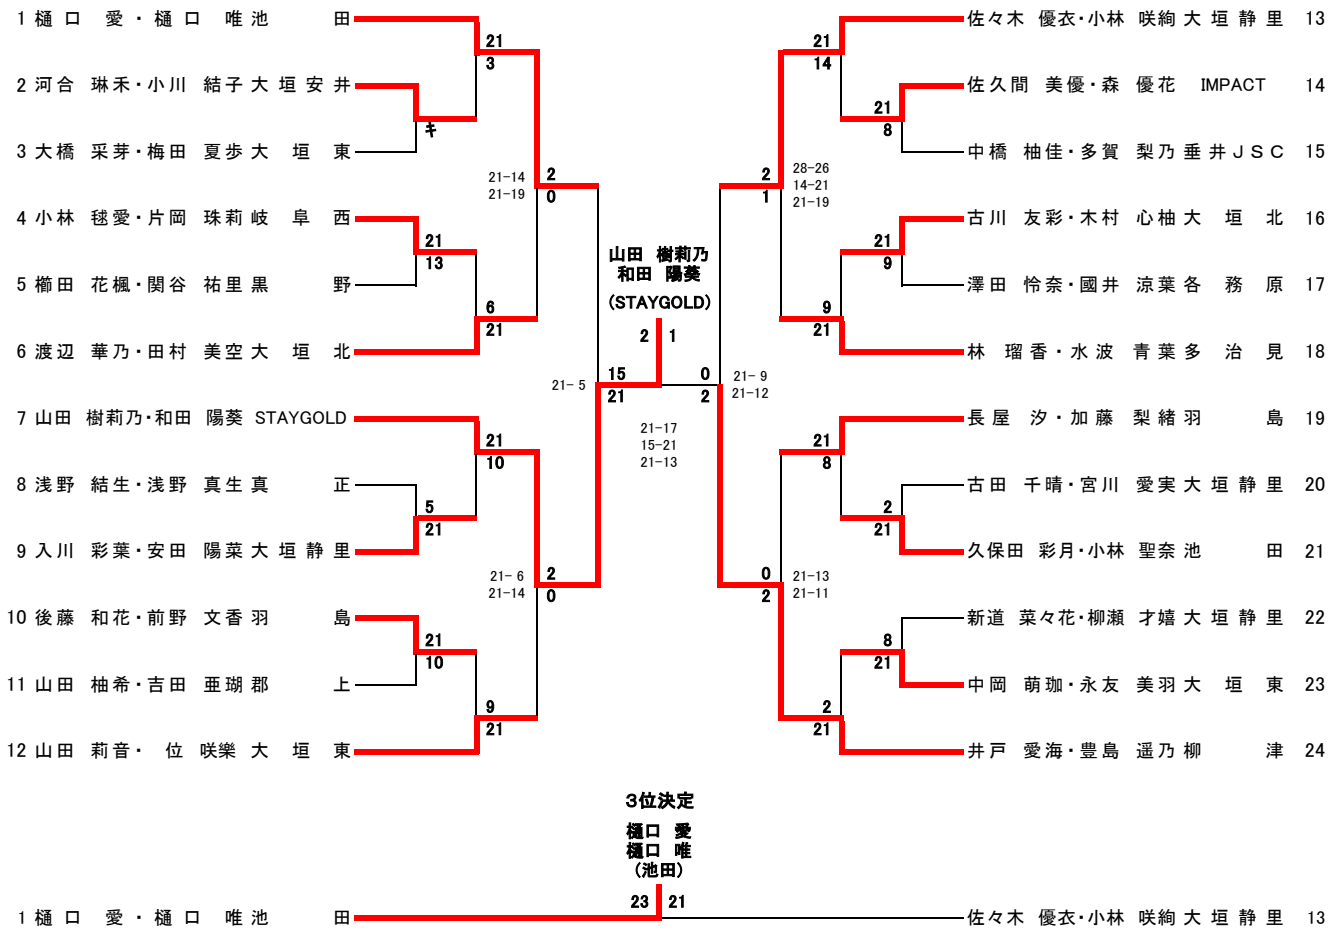 1 樋口 愛・樋口 唯 池田
2 河合 琳禾・小川 結子 大垣安井
3 大橋 采芽・梅田 夏歩 大垣東
4 小林 毬愛・片岡 珠莉 岐阜西
5 櫛田 花楓・関谷 祐里 黒野
6 渡辺 華乃・田村 美空 大垣北
7 山田 樹莉乃・和田 陽葵 STAYGOLD
8 浅野 結生・浅野 真生 真正
9 入川 彩葉・安田 陽菜 大垣静里
10 後藤 和花・前野 文香 羽島
11 山田 柚希・吉田 亜瑚 郡上
12 山田 莉音・ 位 咲樂 大垣東
21
3
キ
21
13
6
21
21-14
21-19
2
0
21
10
5
21
21
10
9
21
21- 6
21-14
2
0
21- 5
15
21
山田 樹莉乃
和田 陽葵
(STAYGOLD)
2 1
21-17
15-21
21-13
0
2
21- 9
21-12
2
1
28-26
14-21
21-19
0
2
21-13
21-11
21
14
21
8
21
9
9
21
21
8
2
21
8
21
2
21
佐々木 優衣・小林 咲絢 大垣静里 13
佐久間 美優・森 優花 IMPACT 14
中橋 柚佳・多賀 梨乃 垂井JSC 15
古川 友彩・木村 心柚 大垣北 16
澤田 怜奈・國井 涼葉 各務原 17
林 瑠香・水波 青葉 多治見 18
長屋 汐・加藤 梨緒 羽島 19
古田 千晴・宮川 愛実 大垣静里 20
久保田 彩月・小林 聖奈 池田 21
新道 菜々花・柳瀬 才嬉 大垣静里 22
中岡 萌珈・永友 美羽 大垣東 23
井戸 愛海・豊島 遥乃 柳津 24
3位決定
樋口 愛
樋口 唯
(池田)
23 21
1 樋口 愛・樋口 唯 池田
佐々木 優衣・小林 咲絢 大垣静里 13